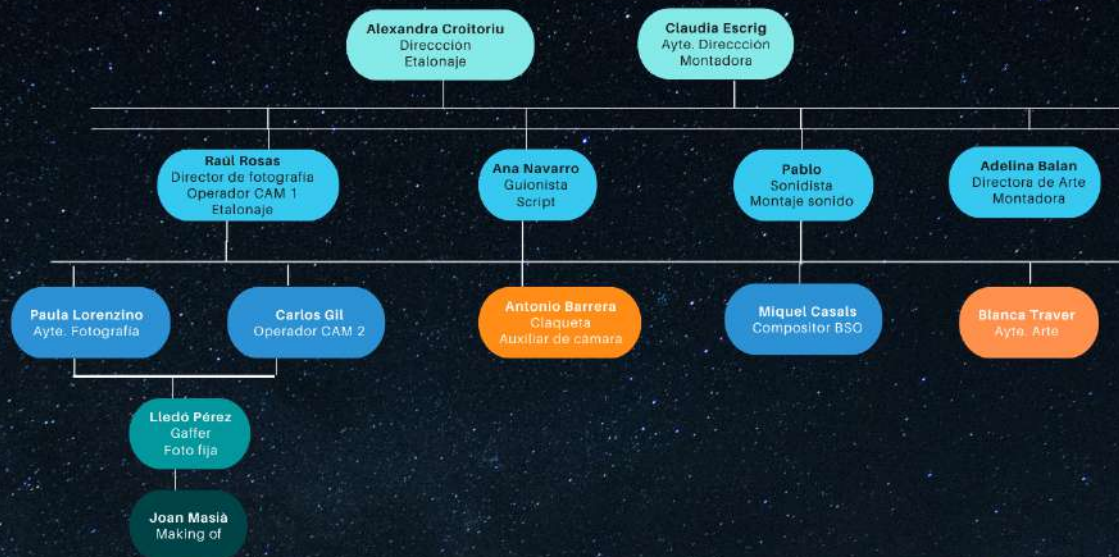 Alexandra Croitoriu
Direccción
Etalonaje
Claudia Escrig
Ayte. Direccción
Montadora
Raúl Rosas
Director de fotografía
Operador CAM 1
Etalonaje
Ana Navarro
Guionista
Script
Pablo
Sonidista
Montaje sonido
Adelina Balan
Directora de Arte
Montadora
Paula Lorenzino
Ayte. Fotografía
Carlos Gil
Operador CAM 2
Antonio Barrera
Claqueta
Auxiliar de cámara
Miquel Casals
Compositor BSO
Blanca Traver
Ayte. Arte
Lledó Pérez
Gaffer
Foto fija
Joan Masià
Making of